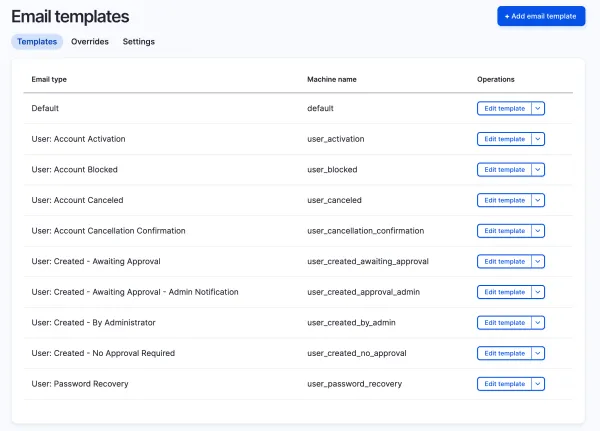 Email templates
+ Add email template
Templates Overrides Settings
Email type Machine name Operations
Default default Edit template
User: Account Activation user_activation Edit template
User: Account Blocked user_blocked Edit template
User: Account Canceled user_canceled Edit template
User: Account Cancellation Confirmation user_cancellation_confirmation Edit template
User: Created - Awaiting Approval user_created_awaiting_approval Edit template
User: Created - Awaiting Approval - Admin Notification user_created_approval_admin Edit template
User: Created - By Administrator user_created_by_admin Edit template
User: Created - No Approval Required user_created_no_approval Edit template
User: Password Recovery user_password_recovery Edit template